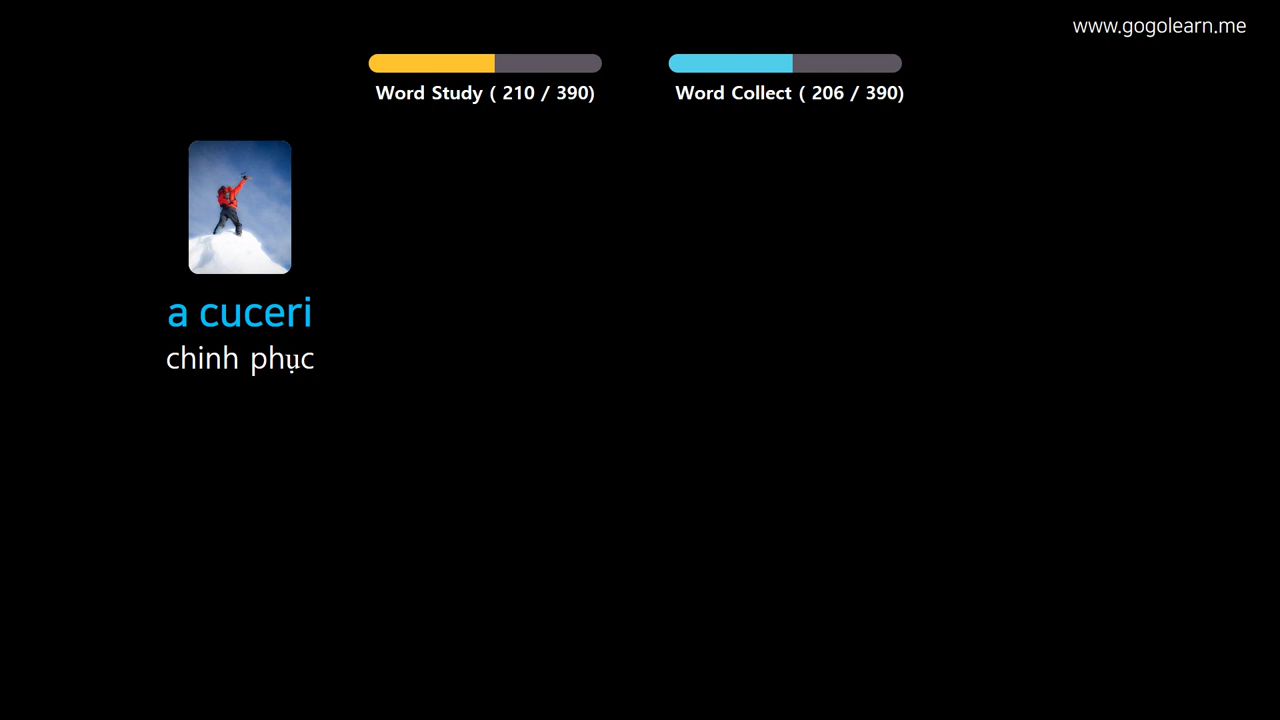 www.gogolearn.me
Word Study ( 210 / 390)
Word Collect ( 206 / 390)
a cuceri
chinh phục